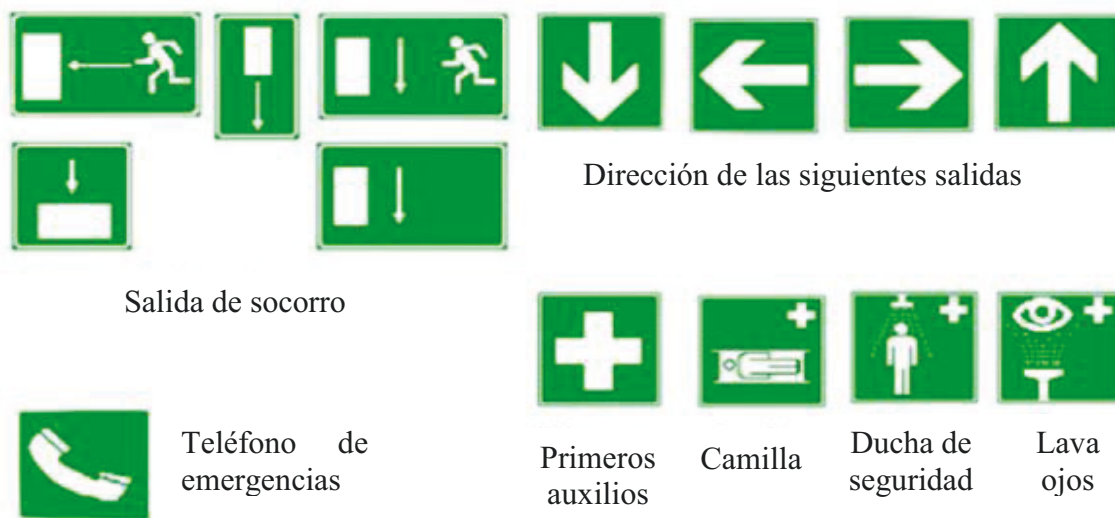 Dirección de las siguientes salidas
Salida de socorro
Teléfono de
emergencias
Primeros
auxilios
Camilla
Ducha de
seguridad
Lava
ojos